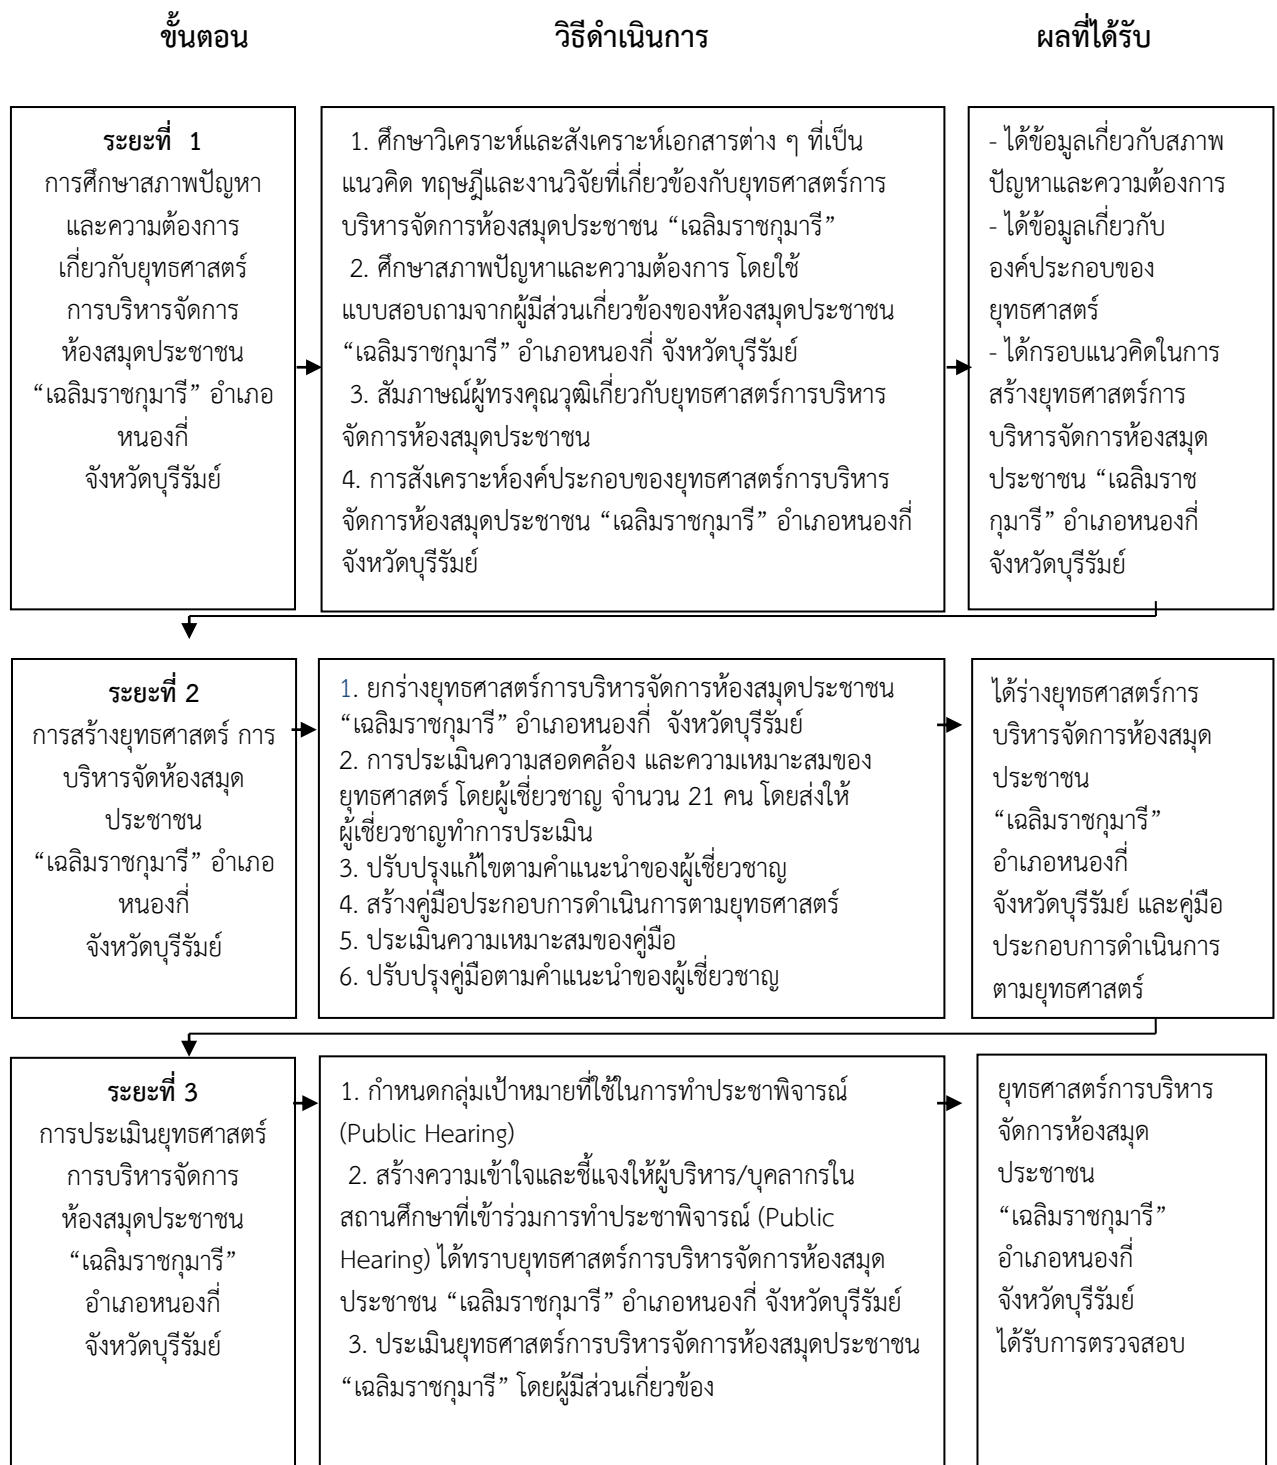 ขั้นตอน
วิธีดำเนินการ
ผลที่ได้รับ
ระยะที่ 1
การศึกษาสภาพปัญหา
และความต้องการ
เกี่ยวกับยุทธศาสตร์
การบริหารจัดการ
ห้องสมุดประชาชน
“เฉลิมราชกุมารี” อำเภอ
หนองกี่
จังหวัดบุรีรัมย์
1. ศึกษาวิเคราะห์และสังเคราะห์เอกสารต่าง ๆ ที่เป็น
แนวคิด ทฤษฎีและงานวิจัยที่เกี่ยวข้องกับยุทธศาสตร์การ
บริหารจัดการห้องสมุดประชาชน “เฉลิมราชกุมารี”
2. ศึกษาสภาพปัญหาและความต้องการ โดยใช้
แบบสอบถามจากผู้มีส่วนเกี่ยวข้องของห้องสมุดประชาชน
“เฉลิมราชกุมารี” อำเภอหนองกี่ จังหวัดบุรีรัมย์
3. สัมภาษณ์ผู้ทรงคุณวุฒิเกี่ยวกับยุทธศาสตร์การบริหาร
จัดการห้องสมุดประชาชน
4. การสังเคราะห์องค์ประกอบของยุทธศาสตร์การบริหาร
จัดการห้องสมุดประชาชน “เฉลิมราชกุมารี” อำเภอหนองกี่
จังหวัดบุรีรัมย์
- ได้ข้อมูลเกี่ยวกับสภาพ
ปัญหาและความต้องการ
- ได้ข้อมูลเกี่ยวกับ
องค์ประกอบของ
ยุทธศาสตร์
- ได้กรอบแนวคิดในการ
สร้างยุทธศาสตร์การ
บริหารจัดการห้องสมุด
ประชาชน “เฉลิมราช
กุมารี” อำเภอหนองกี่
จังหวัดบุรีรัมย์
ระยะที่ 2
การสร้างยุทธศาสตร์ การ
บริหารจัดห้องสมุด
ประชาชน
“เฉลิมราชกุมารี” อำเภอ
หนองกี่
จังหวัดบุรีรัมย์
1. ยกร่างยุทธศาสตร์การบริหารจัดการห้องสมุดประชาชน
“เฉลิมราชกุมารี” อำเภอหนองกี่ จังหวัดบุรีรัมย์
2. การประเมินความสอดคล้อง และความเหมาะสมของ
ยุทธศาสตร์ โดยผู้เชี่ยวชาญ จำนวน 21 คน โดยส่งให้
ผู้เชี่ยวชาญทำการประเมิน
3. ปรับปรุงแก้ไขตามคำแนะนำของผู้เชี่ยวชาญ
4. สร้างคู่มือประกอบการดำเนินการตามยุทธศาสตร์
5. ประเมินความเหมาะสมของคู่มือ
6. ปรับปรุงคู่มือตามคำแนะนำของผู้เชี่ยวชาญ
ได้ร่างยุทธศาสตร์การ
บริหารจัดการห้องสมุด
ประชาชน
“เฉลิมราชกุมารี”
อำเภอหนองกี่
จังหวัดบุรีรัมย์ และคู่มือ
ประกอบการดำเนินการ
ตามยุทธศาสตร์
ระยะที่ 3
การประเมินยุทธศาสตร์
การบริหารจัดการ
ห้องสมุดประชาชน
“เฉลิมราชกุมารี”
อำเภอหนองกี่
จังหวัดบุรีรัมย์
1. กำหนดกลุ่มเป้าหมายที่ใช้ในการทำประชาพิจารณ์
(Public Hearing)
2. สร้างความเข้าใจและชี้แจงให้ผู้บริหาร/บุคลากรใน
สถานศึกษาที่เข้าร่วมการทำประชาพิจารณ์ (Public
Hearing) ได้ทราบยุทธศาสตร์การบริหารจัดการห้องสมุด
ประชาชน “เฉลิมราชกุมารี” อำเภอหนองกี่ จังหวัดบุรีรัมย์
3. ประเมินยุทธศาสตร์การบริหารจัดการห้องสมุดประชาชน
“เฉลิมราชกุมารี” โดยผู้มีส่วนเกี่ยวข้อง
ยุทธศาสตร์การบริหาร
จัดการห้องสมุด
ประชาชน
“เฉลิมราชกุมารี”
อำเภอหนองกี่
จังหวัดบุรีรัมย์
ได้รับการตรวจสอบ